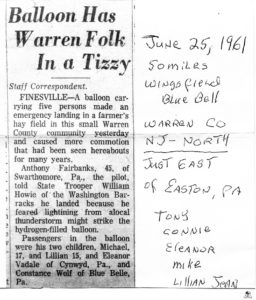 Balloon Has
Warren Folk
In a Tizzy
Staff Correspondent.
FINESVILLE—A balloon car-
rying five persons made an
emergency landing in a farmer's
hay field in this small Warren
County community yesterday
and caused more commotion
that had been seen hereabouts
for many years.
Anthony Fairbanks, 45, of
Swarthmore, Pa., the pilot,
told State Trooper William
Howie of the Washington Bar-
racks he landed because he
feared lightning from alocal
thunderstorm might strike the
hydrogen-filled balloon.
Passengers in the balloon
were his two children, Michael,
17, and Lillian 15, and Eleanor
Vadale of Cynwyd, Pa., and
Constance Wolf of Blue Belle,
Pa.
June 25, 1961
50 miles
Wingsfield
Blue Bell
Warren Co
NJ-North
Just East
of Easton, PA
Tony
Connie
Eleanor
Mike
Lillian Jean